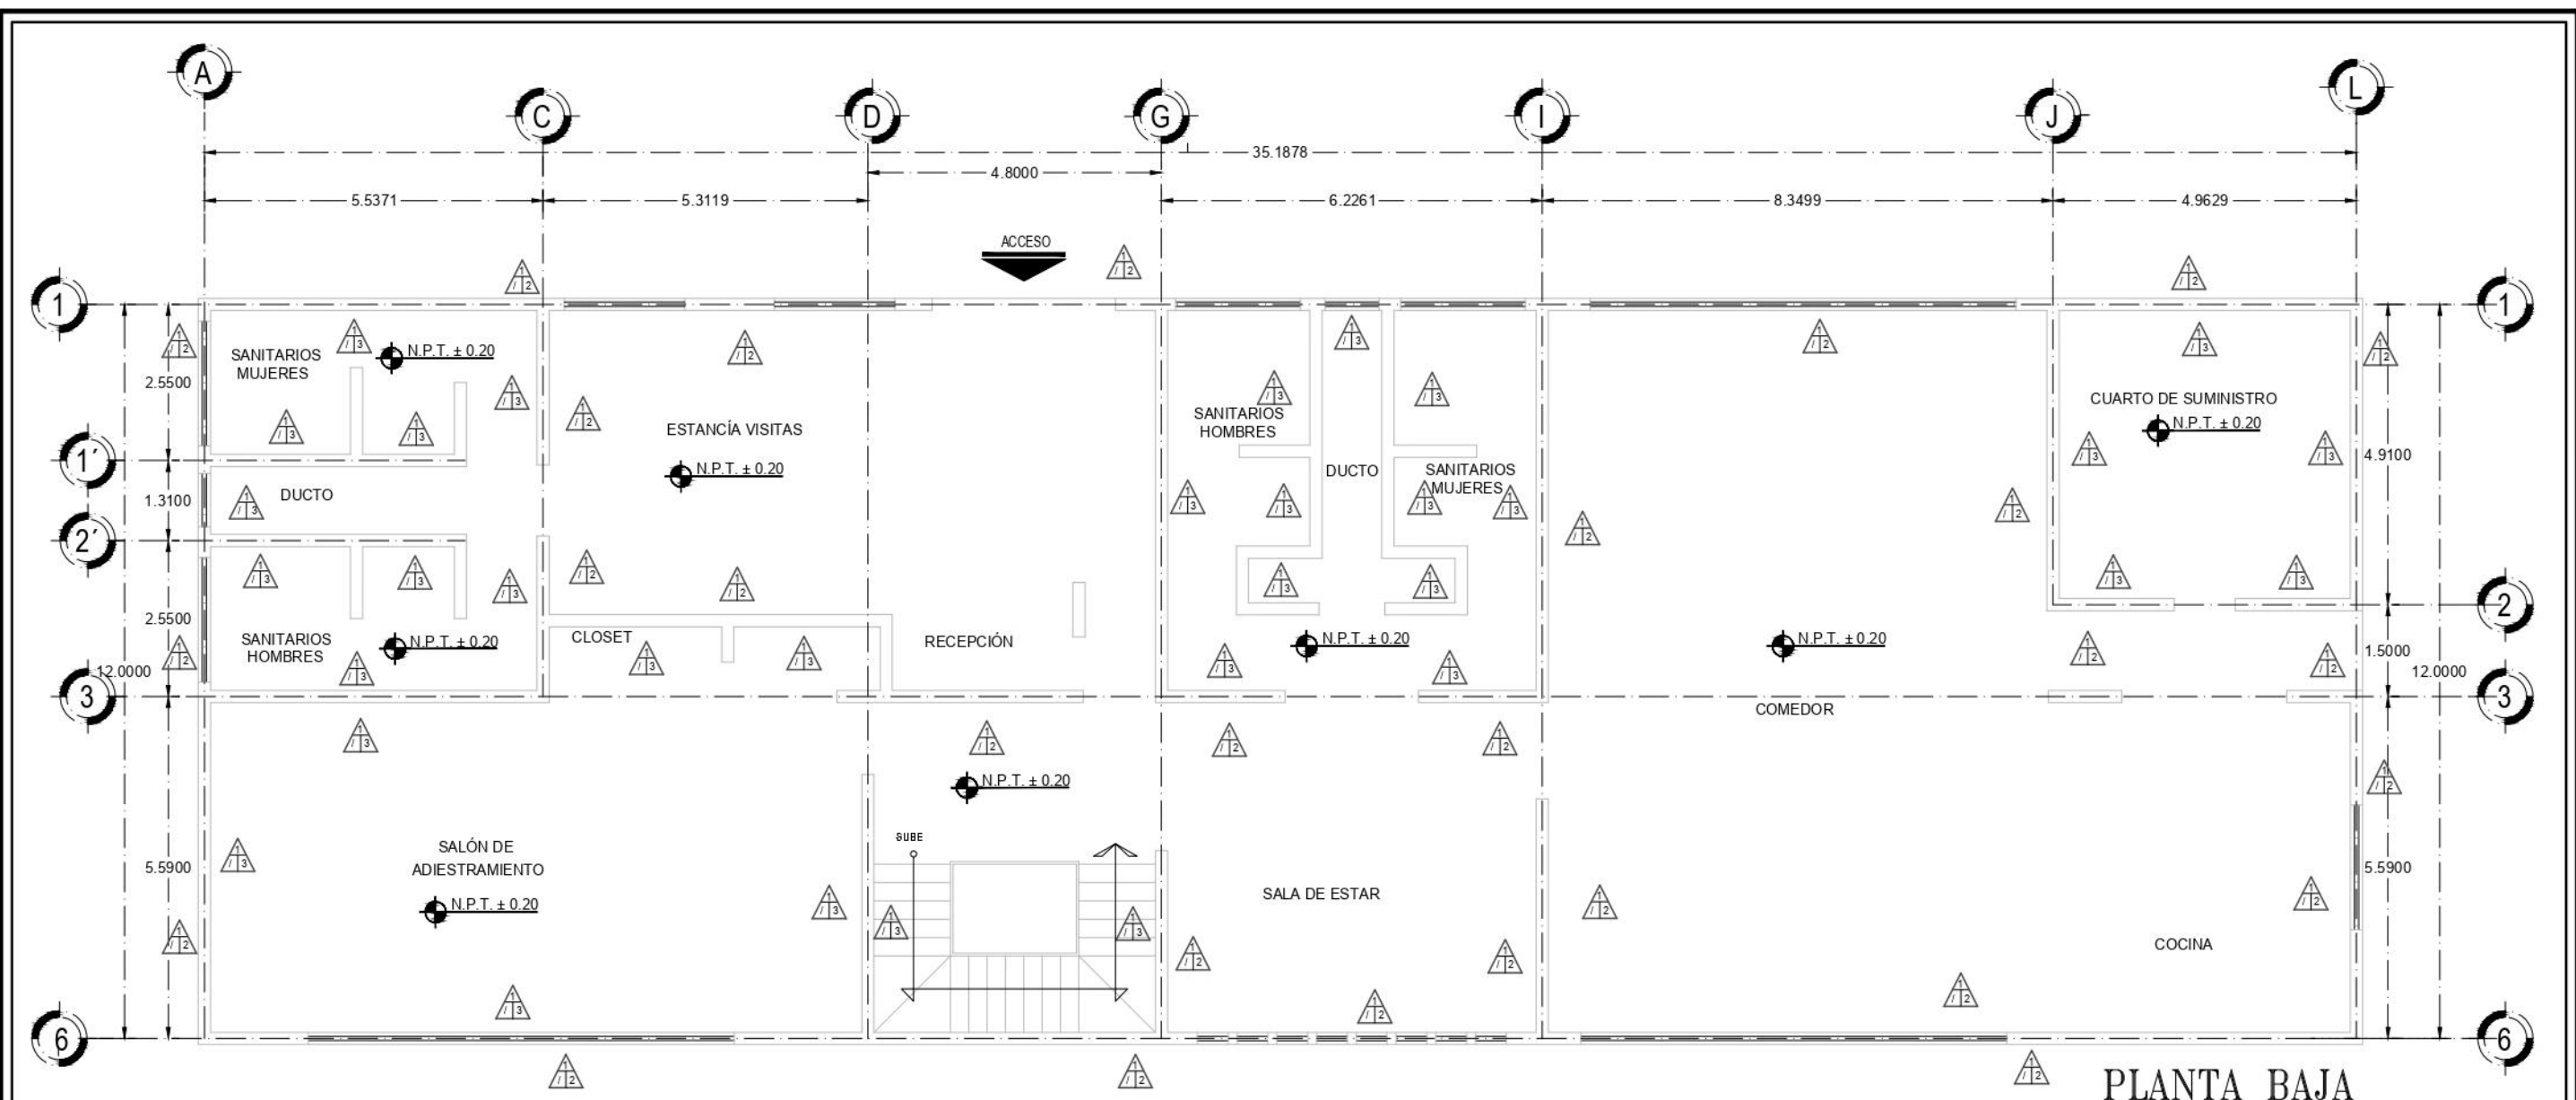 A
C
D
G
I
J
L
35.1878
4.8000
5.5371
5.3119
6.2261
8.3499
4.9629
ACCESO
1
1
SANITARIOS
MUJERES
N.P.T. ± 0.20
2.5500
ESTANCÍA VISITAS
N.P.T. ± 0.20
SANITARIOS
HOMBRES
DUCTO
SANITARIOS
MUJERES
CUARTO DE SUMINISTRO
N.P.T. ± 0.20
4.9100
1´
1.3100
DUCTO
2´
2.5500
SANITARIOS
HOMBRES
N.P.T. ± 0.20
CLOSET
RECEPCIÓN
N.P.T. ± 0.20
N.P.T. ± 0.20
2
1.5000
12.0000
12.0000
3
3
COMEDOR
N.P.T. ± 0.20
SUBE
SALÓN DE
ADIESTRAMIENTO
N.P.T. ± 0.20
5.5900
SALA DE ESTAR
5.5900
COCINA
6
6
PLANTA BAJA